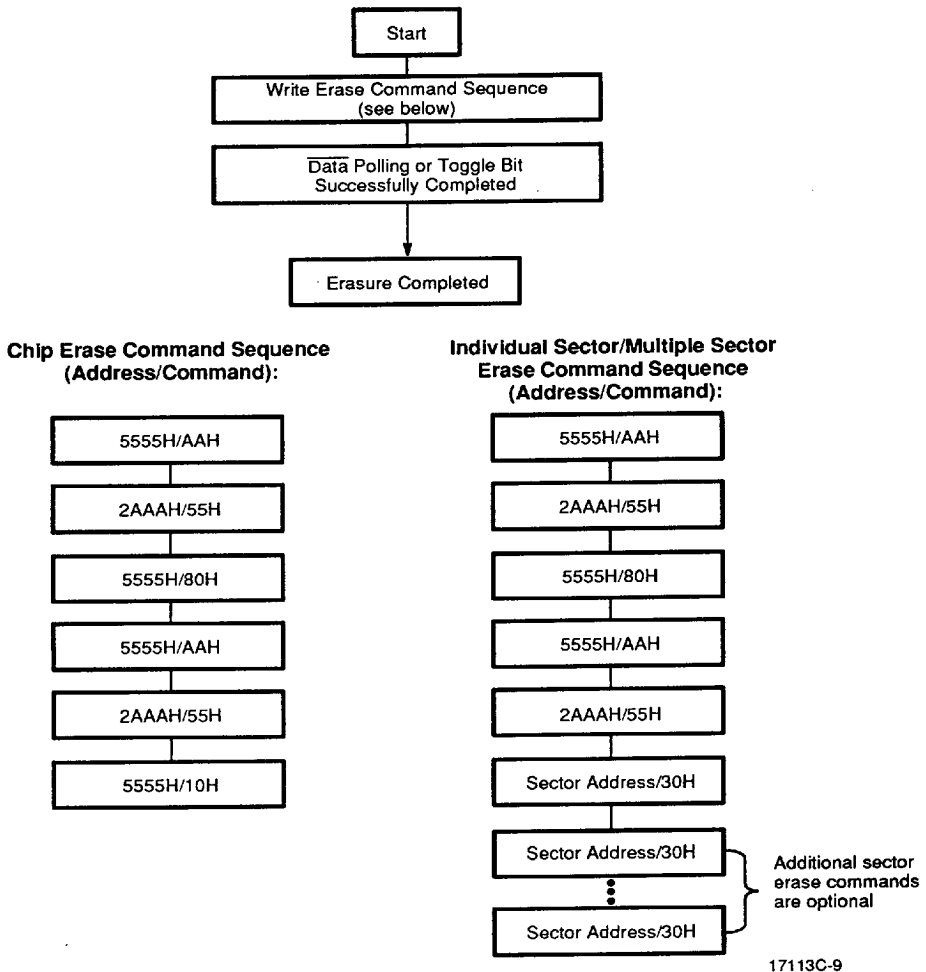 Start
Write Erase Command Sequence
(see below)
Data Polling or Toggle Bit
Successfully Completed
Erasure Completed
Chip Erase Command Sequence
(Address/Command):
5555H/AAH
2AAAH/55H
5555H/80H
5555H/AAH
2AAAH/55H
5555H/10H
Individual Sector/Multiple Sector
Erase Command Sequence
(Address/Command):
5555H/AAH
2AAAH/55H
5555H/80H
5555H/AAH
2AAAH/55H
Sector Address/30H
Sector Address/30H
Sector Address/30H
Additional sector
erase commands
are optional
17113C-9